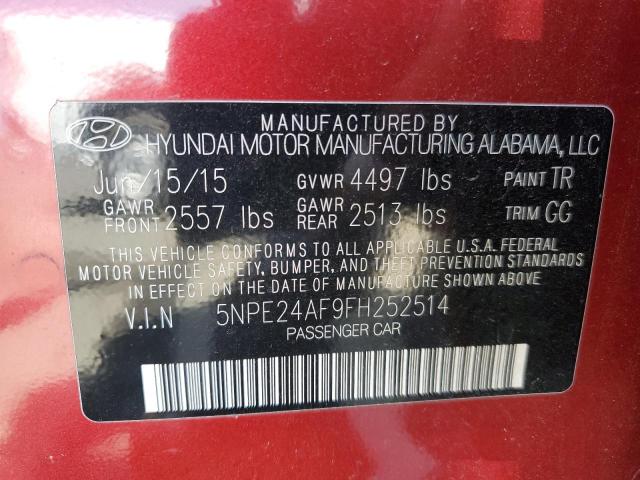 MANUFACTURED BY
HYUNDAI MOTOR MANUFACTURING ALABAMA, LLC
Jun/15/15 GVWR 4497 lbs PAINT TR
GAWR FRONT 2557 lbs GAWR REAR 2513 lbs TRIM GG
THIS VEHICLE CONFORMS TO ALL APPLICABLE U.S.A. FEDERAL
MOTOR VEHICLE SAFETY, BUMPER, AND THEFT PREVENTION STANDARDS
IN EFFECT ON THE DATE OF MANUFACTURE SHOWN ABOVE.
V.I.N 5NPE24AF9FH252514
PASSENGER CAR